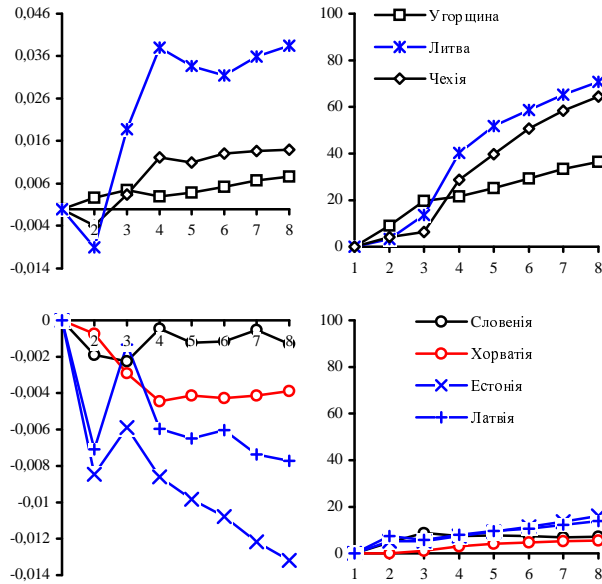 0,046
0,036
0,026
0,016
0,006
-0,004
-0,014
2 3 4 5 6 7 8
100
80
60
40
20
0
1 2 3 4 5 6 7 8
Угорщина
Литва
Чехія
0
-0,002
-0,004
-0,006
-0,008
-0,01
-0,012
-0,014
2 3 4 5 6 7 8
100
80
60
40
20
0
1 2 3 4 5 6 7 8
Словенія
Хорватія
Естонія
Латвія